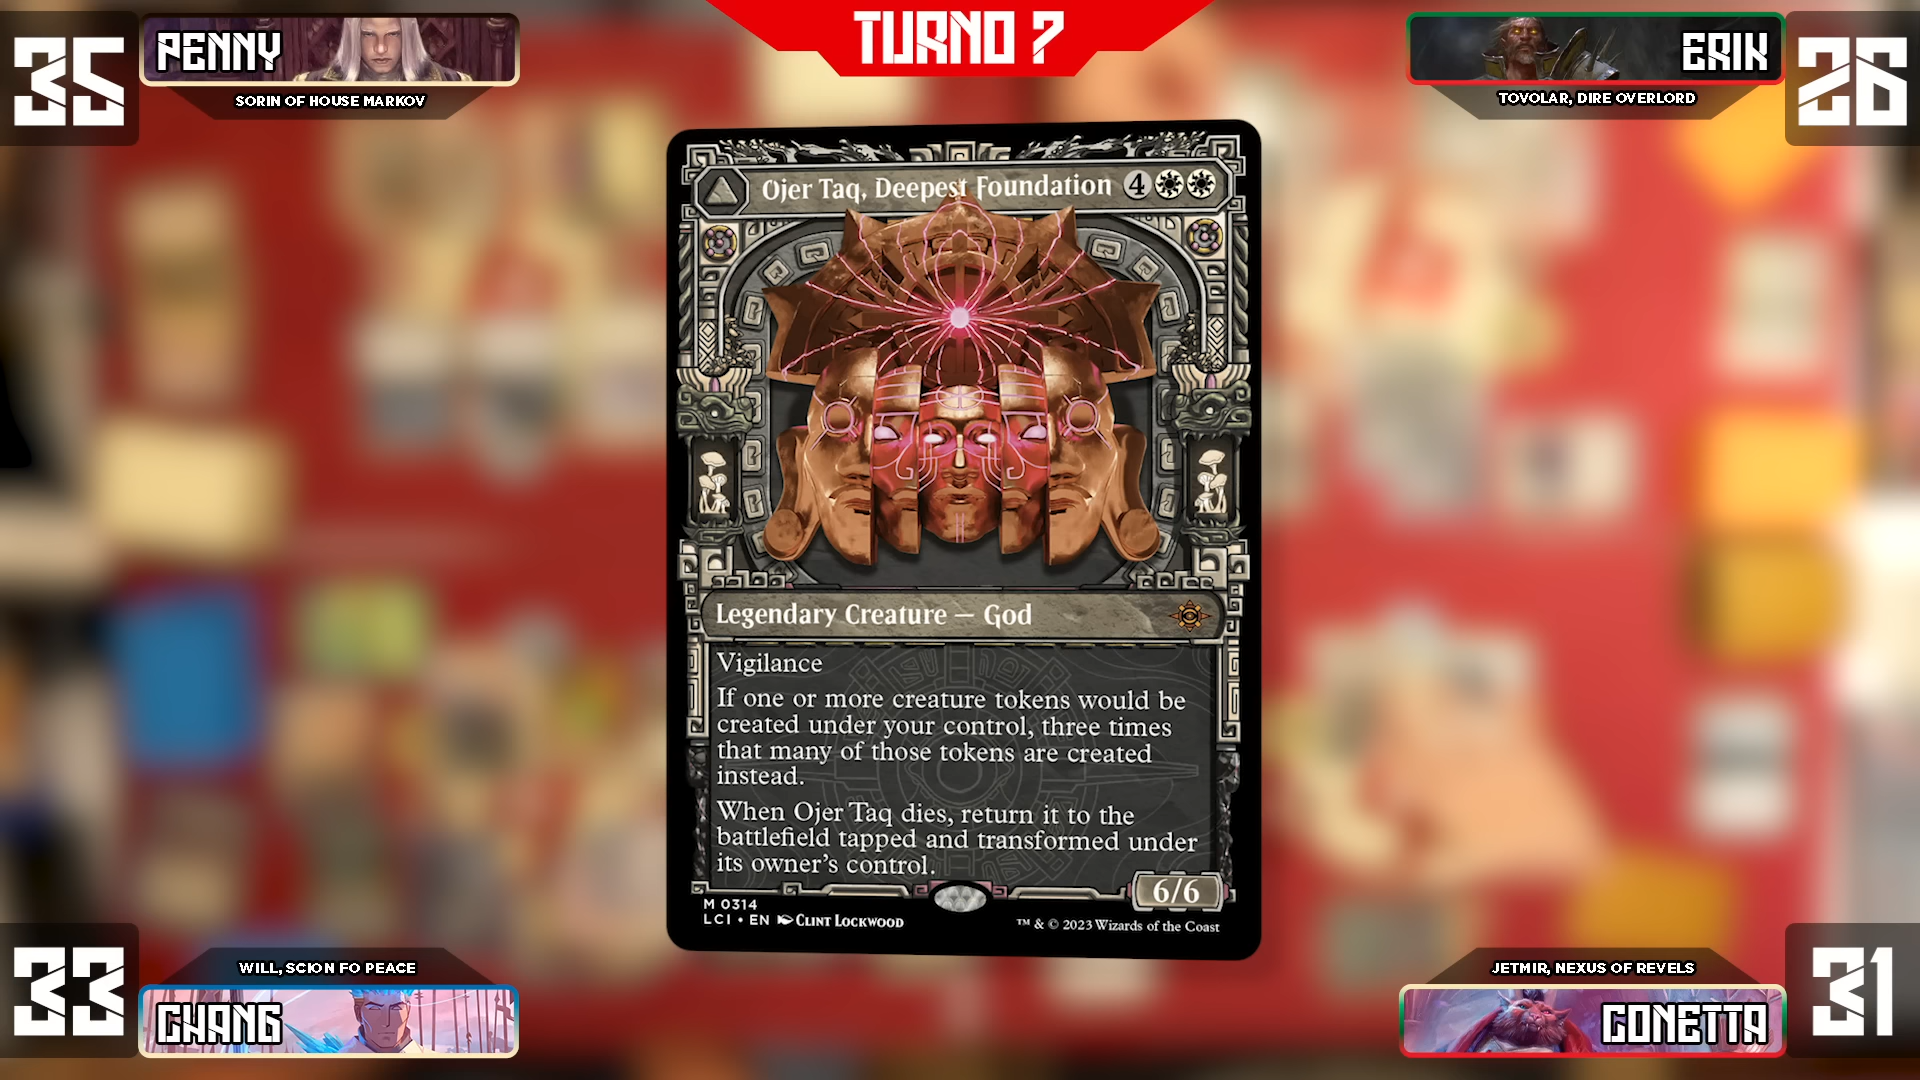 35
PENNY
SORIN OF HOUSE MARKOV
TURNO 7
ERIK
26
TOVOLAR, DIRE OVERLORD
Ojer Taq, Deepest Foundation 4
Legendary Creature — God
Vigilance
If one or more creature tokens would be
created under your control, three times
that many of those tokens are created
instead.
When Ojer Taq dies, return it to the
battlefield tapped and transformed under
its owner's control.
6/6
M 0314
LCI • EN CLINT LOCKWOOD
™ & © 2023 Wizards of the Coast
WILL, SCION FO PEACE
33
CHANG
JETMIR, NEXUS OF REVELS
CONETTA
31